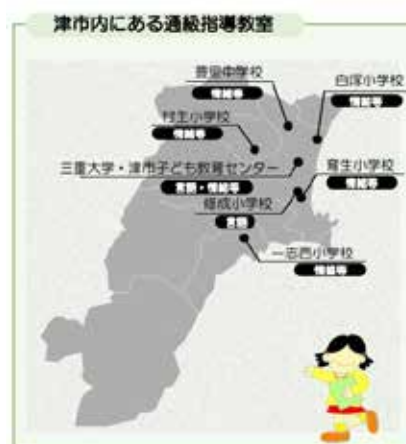 津市内にある通級指導教室
豊里中学校
情緒等
白塚小学校
情緒等
村主小学校
情緒等
三重大学・津市子ども教育センター
言語・情緒等
育生小学校
情緒等
修成小学校
言語
一志西小学校
情緒等